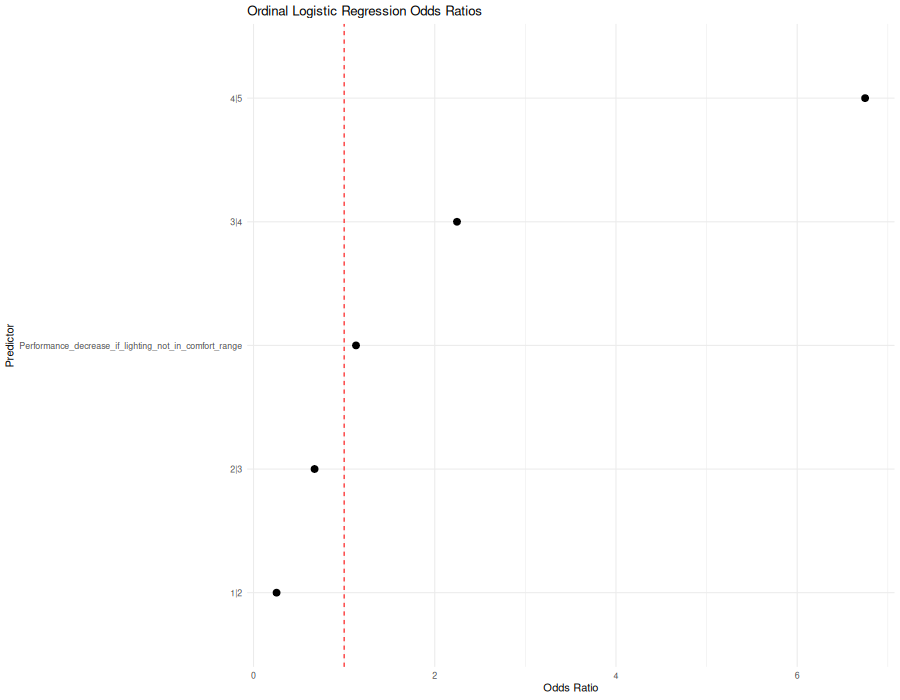 Ordinal Logistic Regression Odds Ratios
Predictor
4|5
3|4
Performance_decrease_if_lighting_not_in_comfort_range
2|3
1|2
0 2 4 6
Odds Ratio